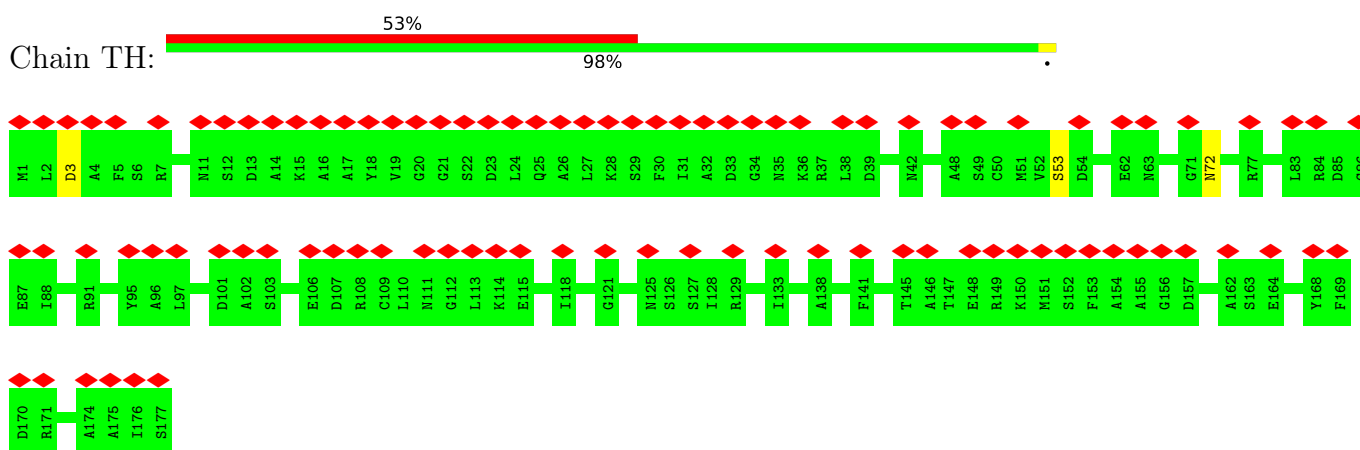 53%
Chain TH:
98%
.
M1 L2 D3 A4 F5 S6 R7 N11 S12 D13 A14 K15 A16 A17 Y18 V19 G20 G21 S22 D23 L24 Q25 A26 L27 K28 S29 F30 I31 A32 D33 G34 N35 K36 R37 L38 D39 N42 A48 S49 C50 M51 V52 S53 D54 E62 N63 G71 N72 R77 L83 R84 D85
E87 I88 R91 Y95 A96 L97 D101 A102 S103 E106 D107 R108 C109 L110 N111 G112 L113 K114 E115 I118 G121 N125 S126 S127 I128 R129 I133 A138 F141 T145 A146 T147 E148 R149 K150 M151 S152 F153 A154 A155 G156 D157 A162 S163 E164 Y168 F169
D170 R171 A174 A175 I176 S177